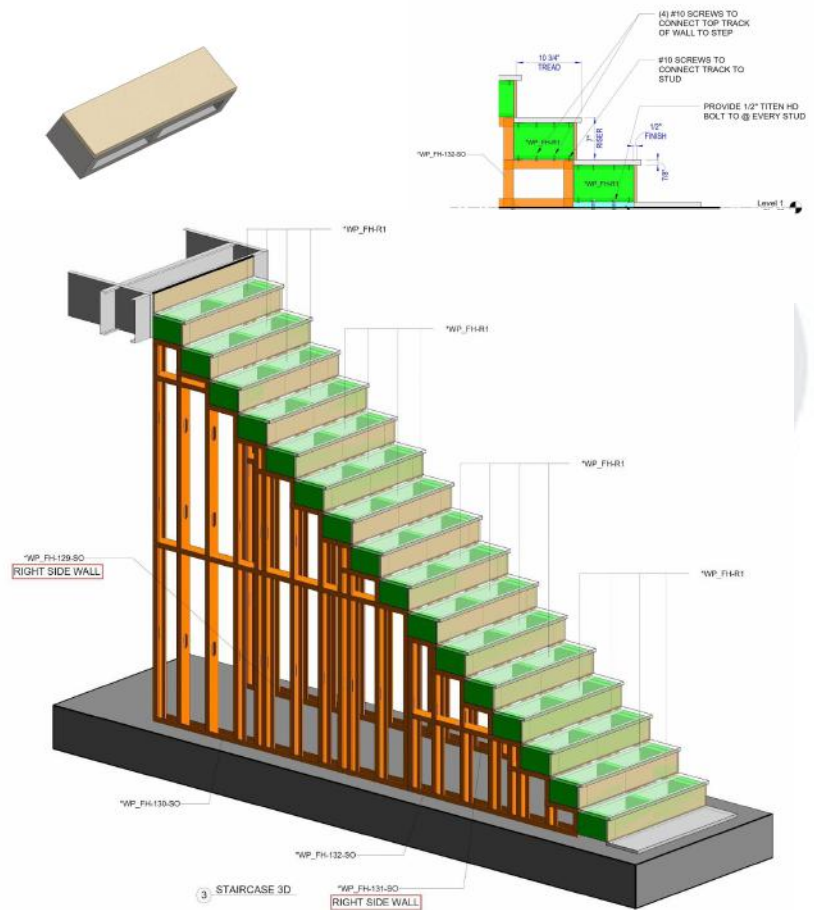 (4) #10 SCREWS TO
CONNECT TOP TRACK
OF WALL TO STEP
10 3/4"
TREAD
#10 SCREWS TO
CONNECT TRACK TO
STUD
PROVIDE 1/2" TITEN HD
BOLT TO @ EVERY STUD
1/2"
FINISH
7"
RISER
*WP_FH-R1
*WP_FH-132-SO
7/8"
*WP_FH-R1
Level 1
*WP_FH-R1
*WP_FH-R1
*WP_FH-R1
*WP_FH-129-SO
RIGHT SIDE WALL
*WP_FH-R1
*WP_FH-130-SO
*WP_FH-132-SO
3 STAIRCASE 3D
*WP_FH-131-SO
RIGHT SIDE WALL